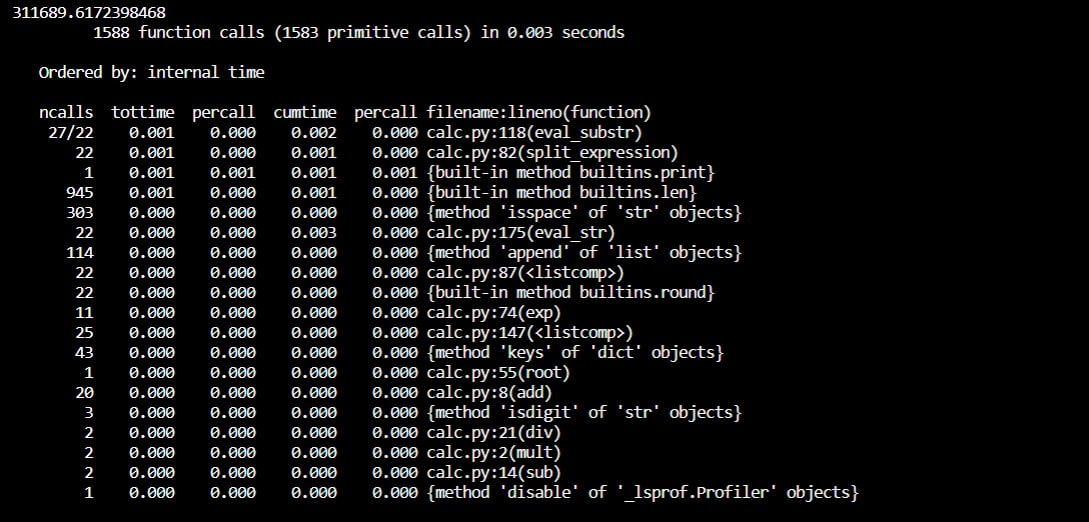 311689.6172398468
         1588 function calls (1583 primitive calls) in 0.003 seconds

   Ordered by: internal time

   ncalls  tottime  percall  cumtime  percall filename:lineno(function)
    27/22    0.001    0.000    0.002    0.000 calc.py:118(eval_substr)
       22    0.001    0.000    0.001    0.000 calc.py:82(split_expression)
        1    0.001    0.001    0.001    0.001 {built-in method builtins.print}
      945    0.001    0.000    0.001    0.000 {built-in method builtins.len}
      303    0.000    0.000    0.000    0.000 {method 'isspace' of 'str' objects}
       22    0.000    0.000    0.003    0.000 calc.py:175(eval_str)
      114    0.000    0.000    0.000    0.000 {method 'append' of 'list' objects}
       22    0.000    0.000    0.000    0.000 calc.py:87(<listcomp>)
       22    0.000    0.000    0.000    0.000 {built-in method builtins.round}
       11    0.000    0.000    0.000    0.000 calc.py:74(exp)
       25    0.000    0.000    0.000    0.000 calc.py:147(<listcomp>)
       43    0.000    0.000    0.000    0.000 {method 'keys' of 'dict' objects}
        1    0.000    0.000    0.000    0.000 calc.py:55(root)
       20    0.000    0.000    0.000    0.000 calc.py:8(add)
        3    0.000    0.000    0.000    0.000 {method 'isdigit' of 'str' objects}
        2    0.000    0.000    0.000    0.000 calc.py:21(div)
        2    0.000    0.000    0.000    0.000 calc.py:2(mult)
        2    0.000    0.000    0.000    0.000 calc.py:14(sub)
        1    0.000    0.000    0.000    0.000 {method 'disable' of '_lsprof.Profiler' objects}